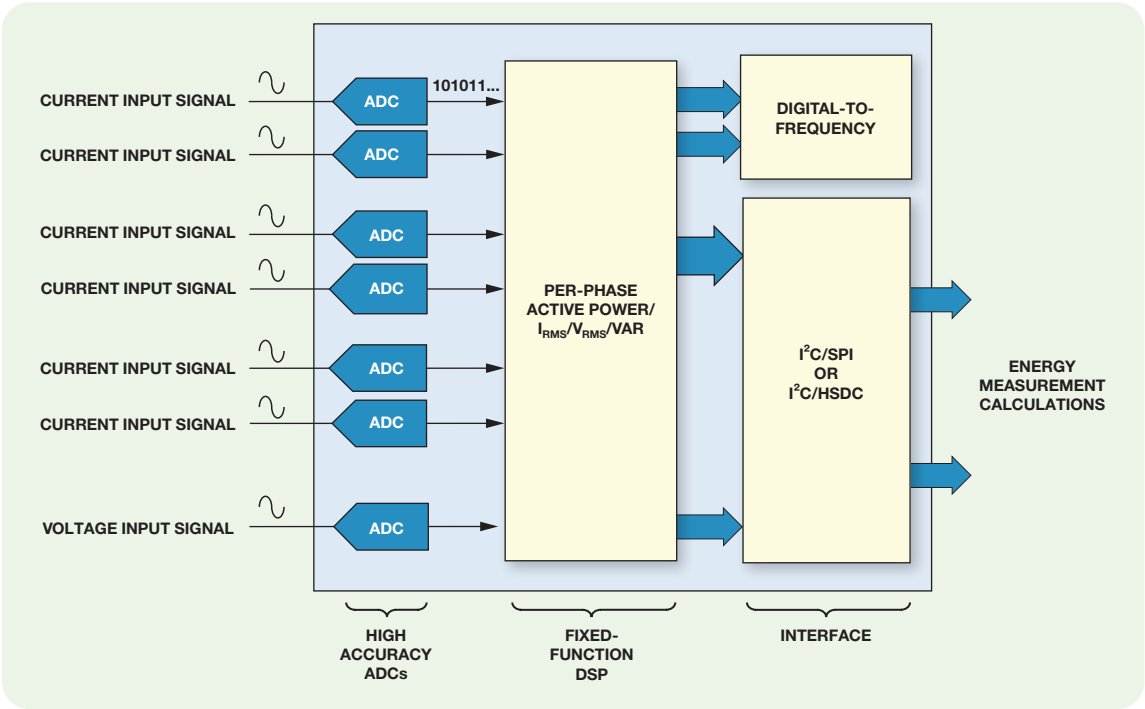 CURRENT INPUT SIGNAL
ADC
101011...
CURRENT INPUT SIGNAL
ADC
CURRENT INPUT SIGNAL
ADC
CURRENT INPUT SIGNAL
ADC
CURRENT INPUT SIGNAL
ADC
CURRENT INPUT SIGNAL
ADC
VOLTAGE INPUT SIGNAL
ADC
PER-PHASE
ACTIVE POWER/
I_RMS/V_RMS/VAR
DIGITAL-TO-
FREQUENCY
I²C/SPI
OR
I²C/HSDC
ENERGY
MEASUREMENT
CALCULATIONS
HIGH
ACCURACY
ADCs
FIXED-
FUNCTION
DSP
INTERFACE